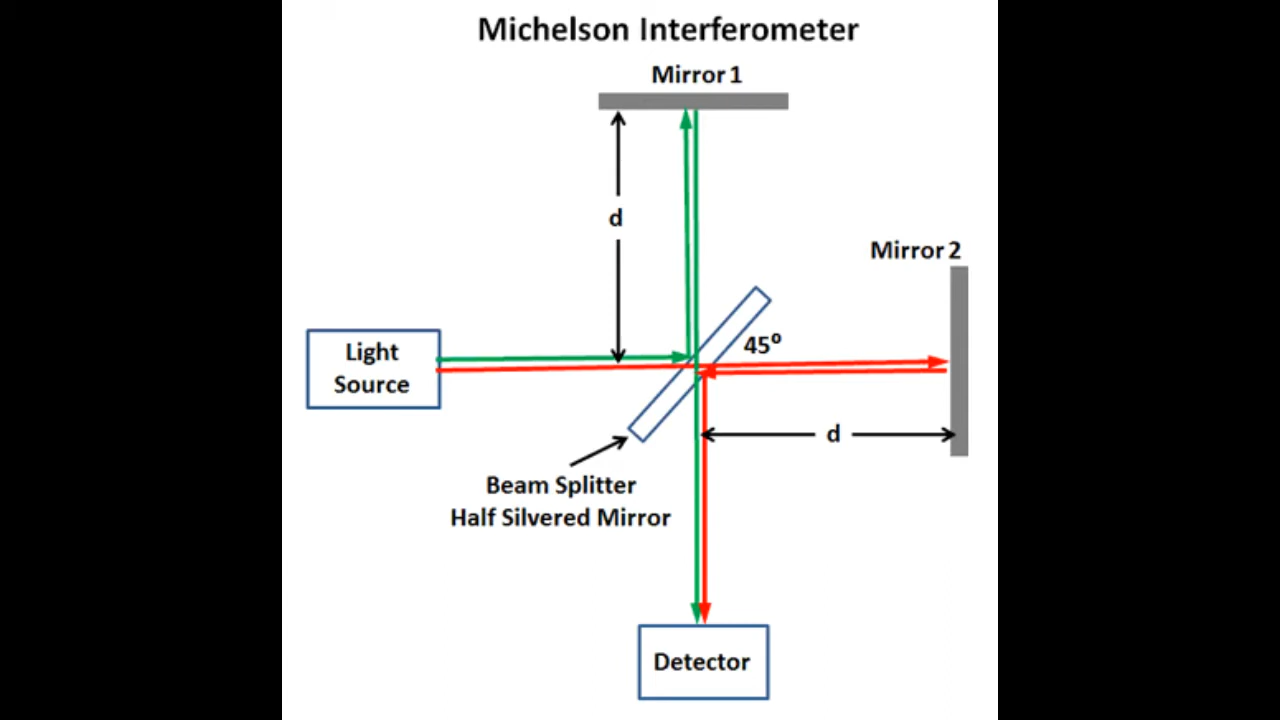 Michelson Interferometer
Mirror 1
d
Mirror 2
45º
Light
Source
d
Beam Splitter
Half Silvered Mirror
Detector